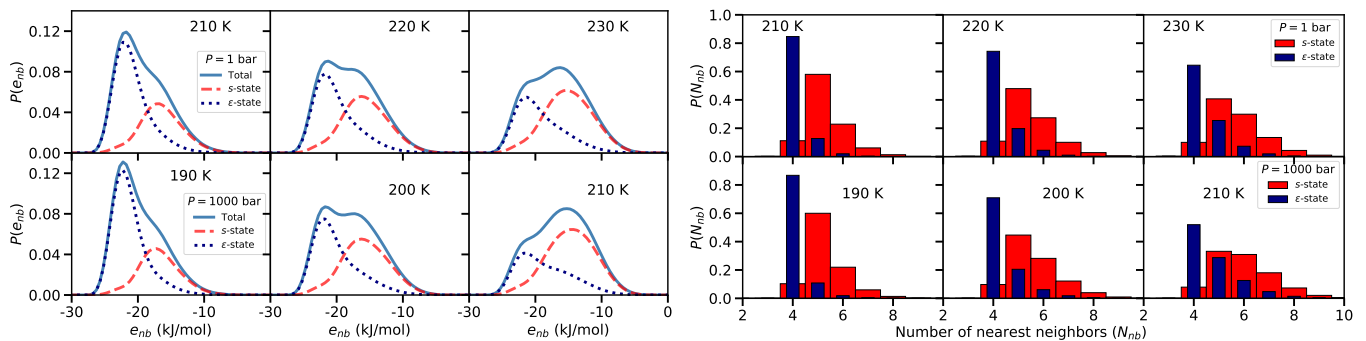 210 K
220 K
230 K
P = 1 bar
Total
s-state
ε-state
P(e_nb)
0.12
0.08
0.04
0.00
190 K
200 K
210 K
P = 1000 bar
Total
s-state
ε-state
P(e_nb)
0.12
0.08
0.04
0.00
-30 -20 -10 -30 -20 -10 -30 -20 -10 0
e_nb (kJ/mol) e_nb (kJ/mol) e_nb (kJ/mol)
210 K
220 K
230 K
P = 1 bar
s-state
ε-state
P(N_nb)
1.0
0.8
0.6
0.4
0.2
0.0
190 K
200 K
210 K
P = 1000 bar
s-state
ε-state
P(N_nb)
0.8
0.6
0.4
0.2
0.0
2 4 6 8 2 4 6 8 2 4 6 8 10
Number of nearest neighbors (N_nb)